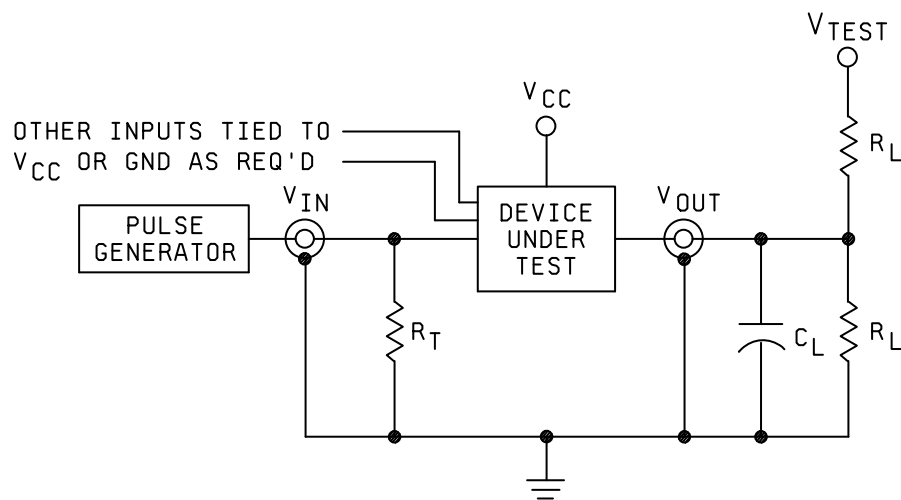 VTEST
VCC
OTHER INPUTS TIED TO
VCC OR GND AS REQ'D
RL
VIN
VOUT
PULSE
GENERATOR
DEVICE
UNDER
TEST
RT
CL
RL